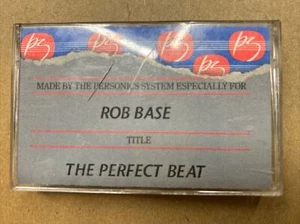 MADE BY THE PERSONICS SYSTEM ESPECIALLY FOR
ROB BASE
TITLE
THE PERFECT BEAT